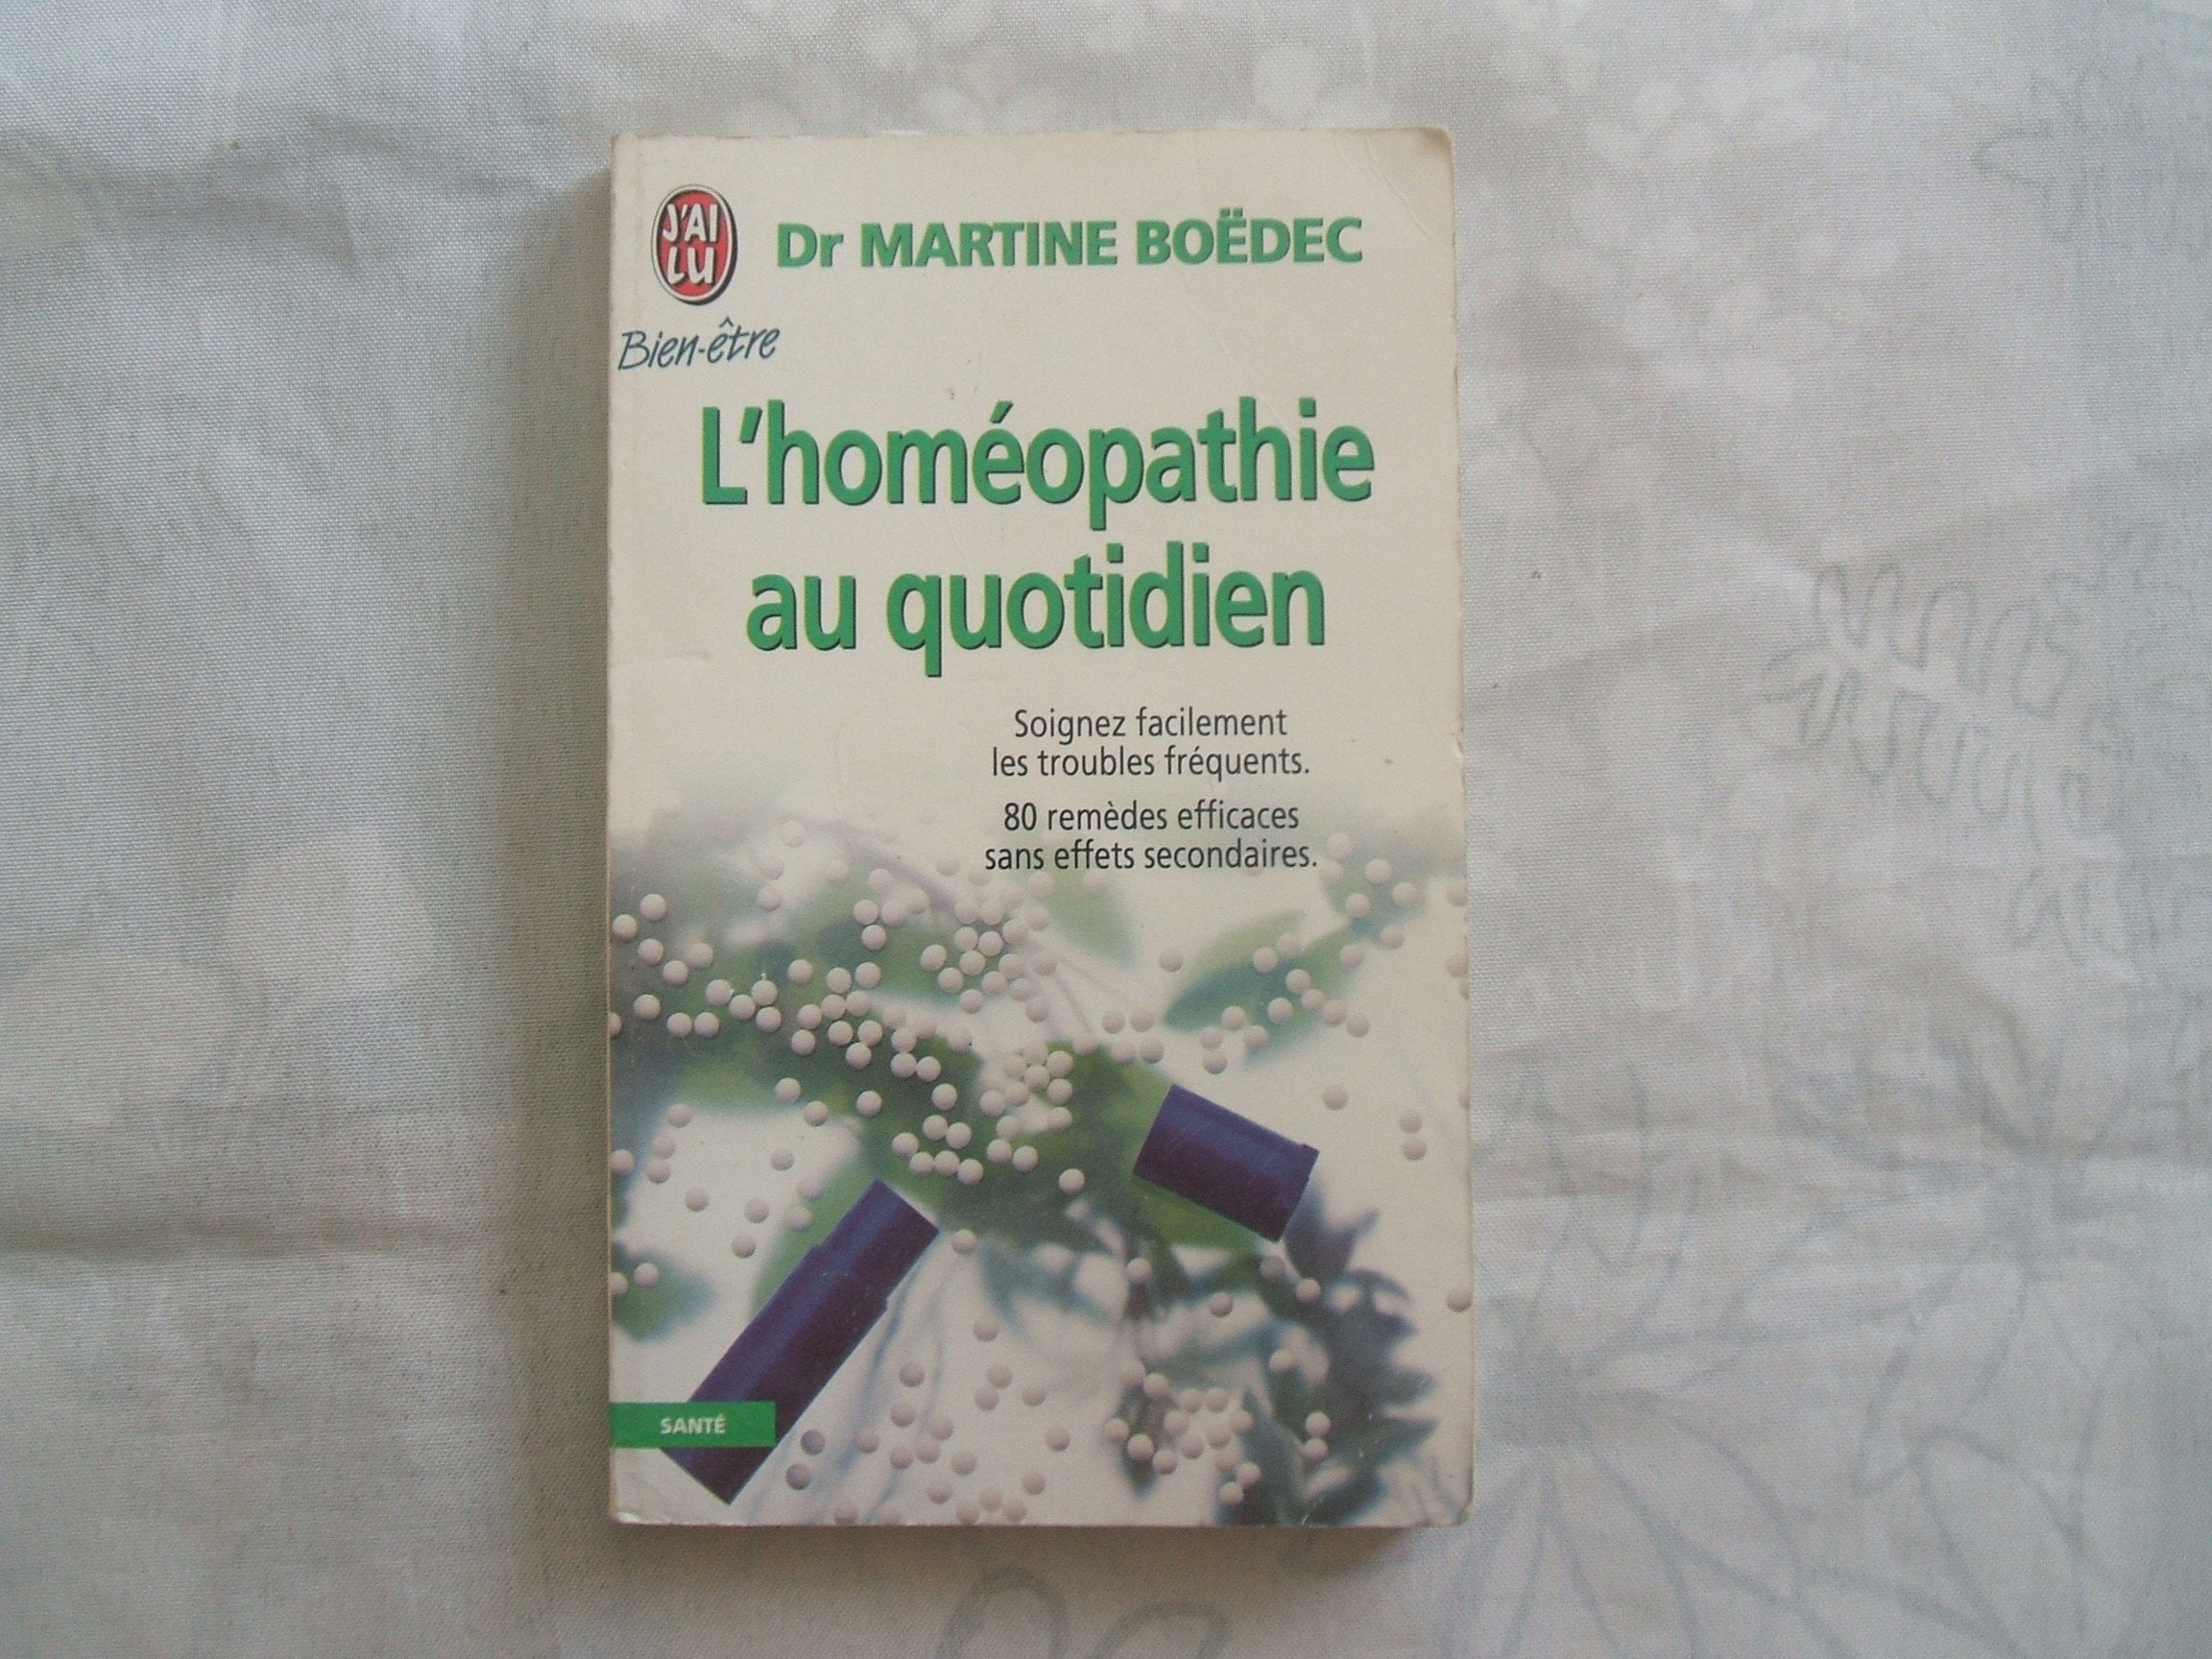 J'AI
LU
Dr MARTINE BOËDEC
Bien-être
L'homéopathie
au quotidien
Soignez facilement
les troubles fréquents.
80 remèdes efficaces
sans effets secondaires.
SANTÉ